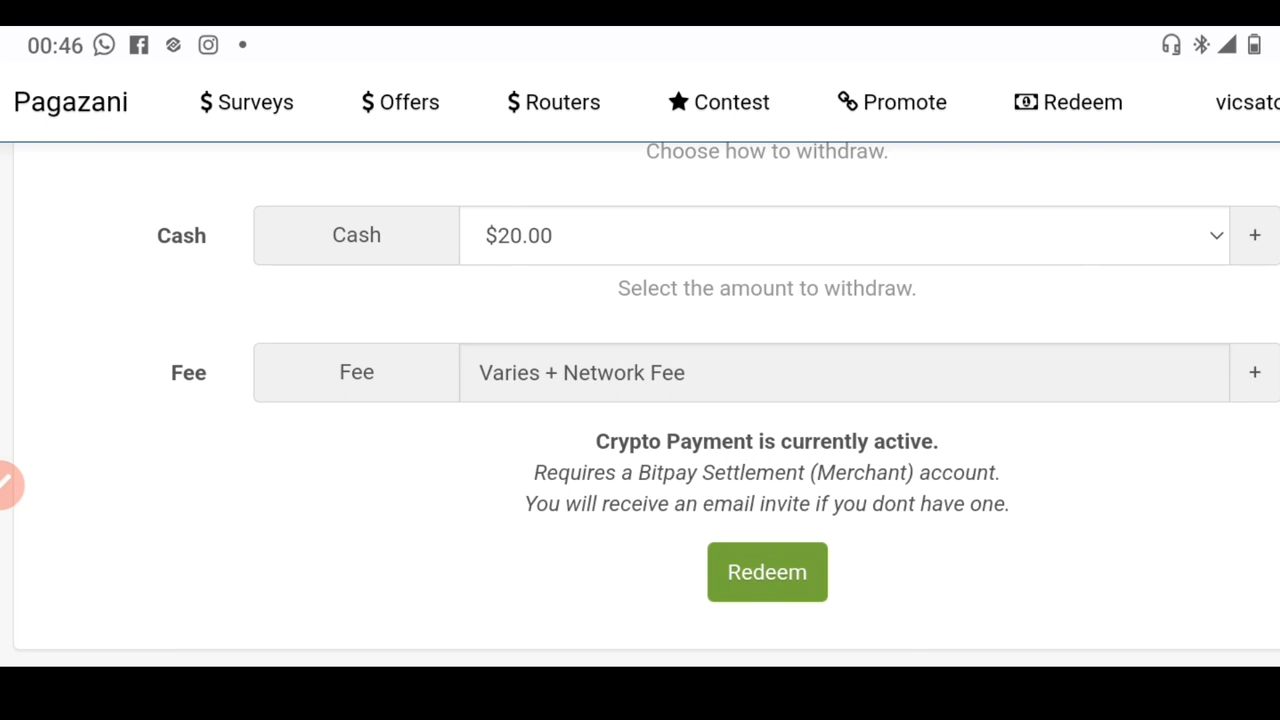 00:46
Pagazani $ Surveys $ Offers $ Routers Contest Promote Redeem vicsato
Choose how to withdraw.
Cash Cash $20.00 +
Select the amount to withdraw.
Fee Fee Varies + Network Fee +
Crypto Payment is currently active.
Requires a Bitpay Settlement (Merchant) account.
You will receive an email invite if you dont have one.
Redeem